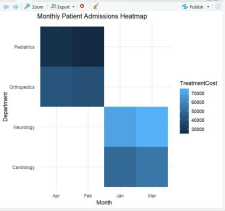 Zoom Export Publish
Monthly Patient Admissions Heatmap
Pediatrics
Orthopedics
Neurology
Cardiology
Department
Apr Feb Jan Mar
Month
TreatmentCost
70000
60000
50000
40000
30000